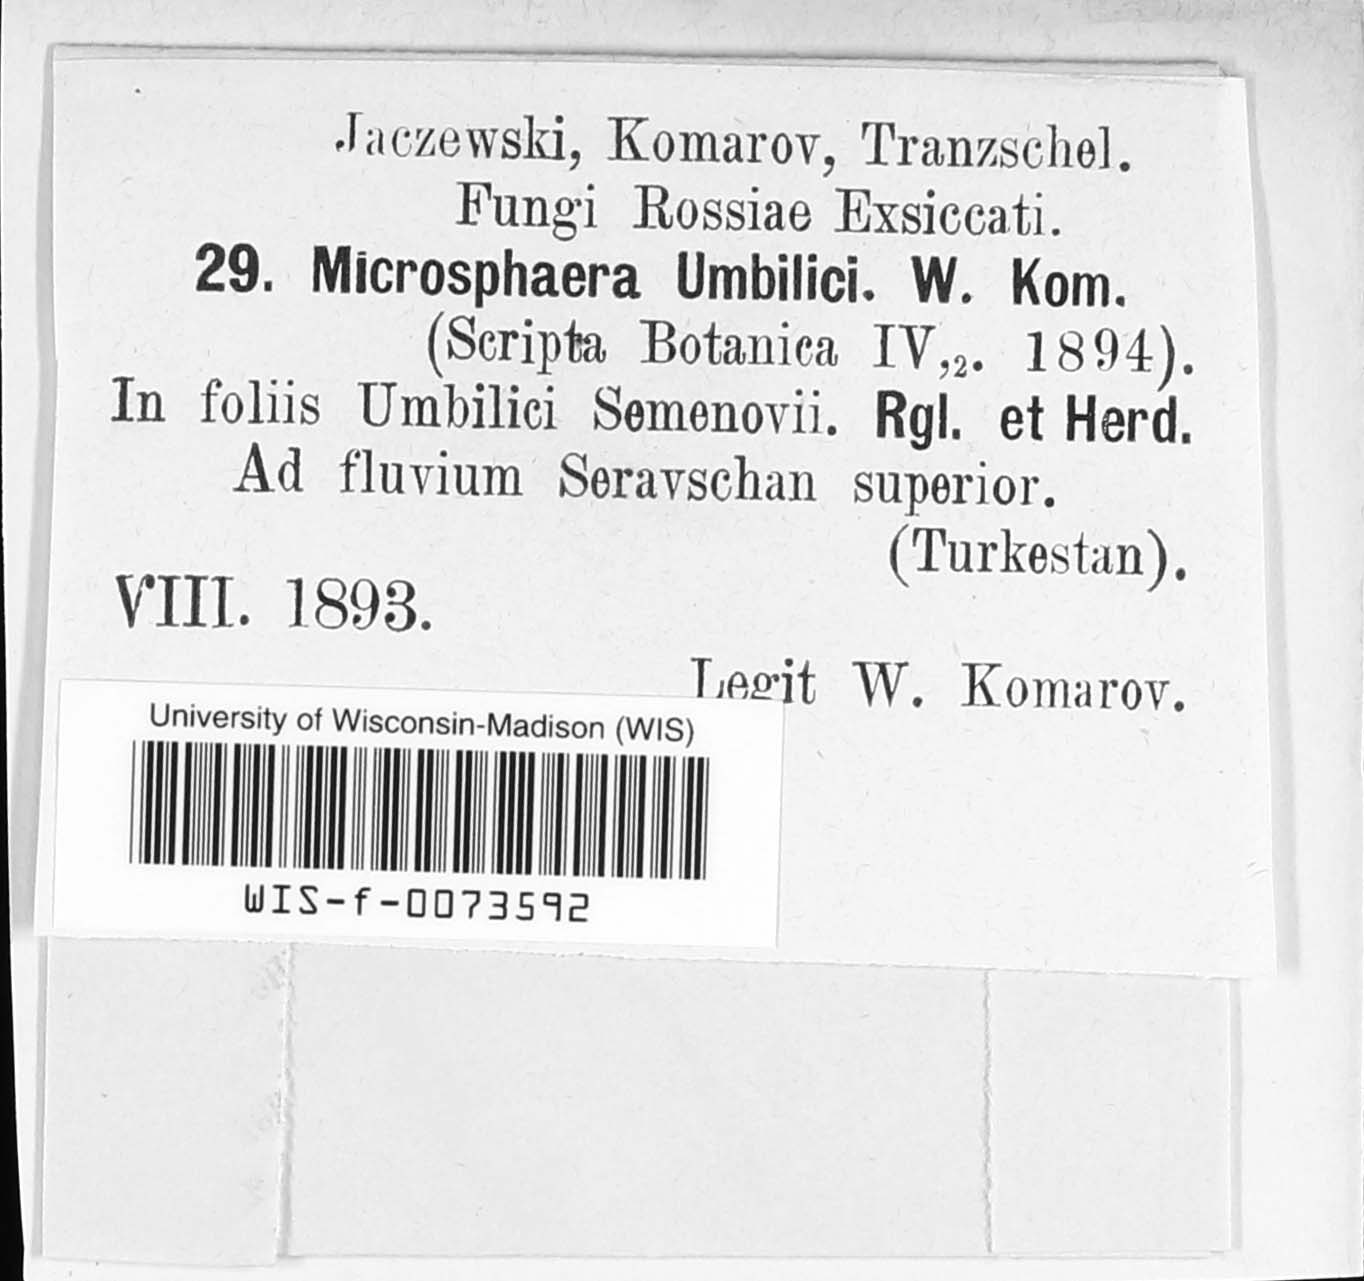 Jaczewski, Komarov, Tranzschel.
Fungi Rossiae Exsiccati.
29. Microsphaera Umbilici. W. Kom.
(Scripta Botanica IV,₂. 1894).
In foliis Umbilici Semenovii. Rgl. et Herd.
Ad fluvium Seravschan superior.
(Turkestan).
VIII. 1893.
Legit W. Komarov.
University of Wisconsin-Madison (WIS)
WIS-f-0073592